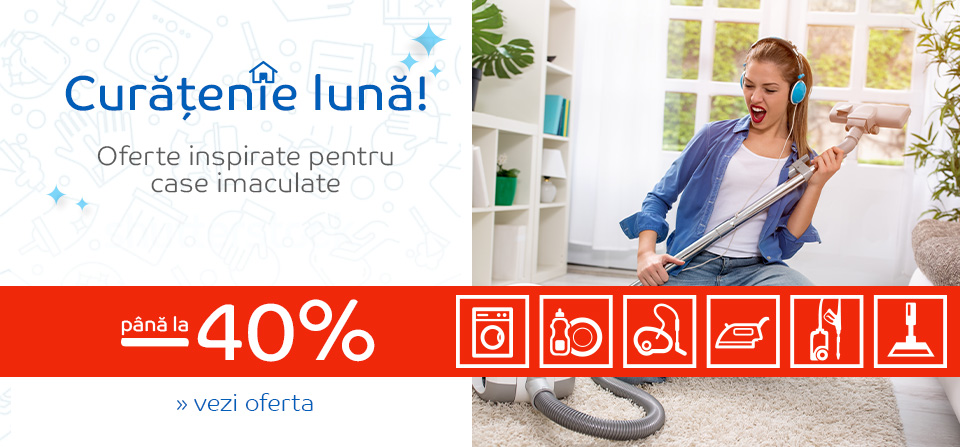 Curățenie lună!
Oferte inspirate pentru
case imaculate
până la
-40%
» vezi oferta